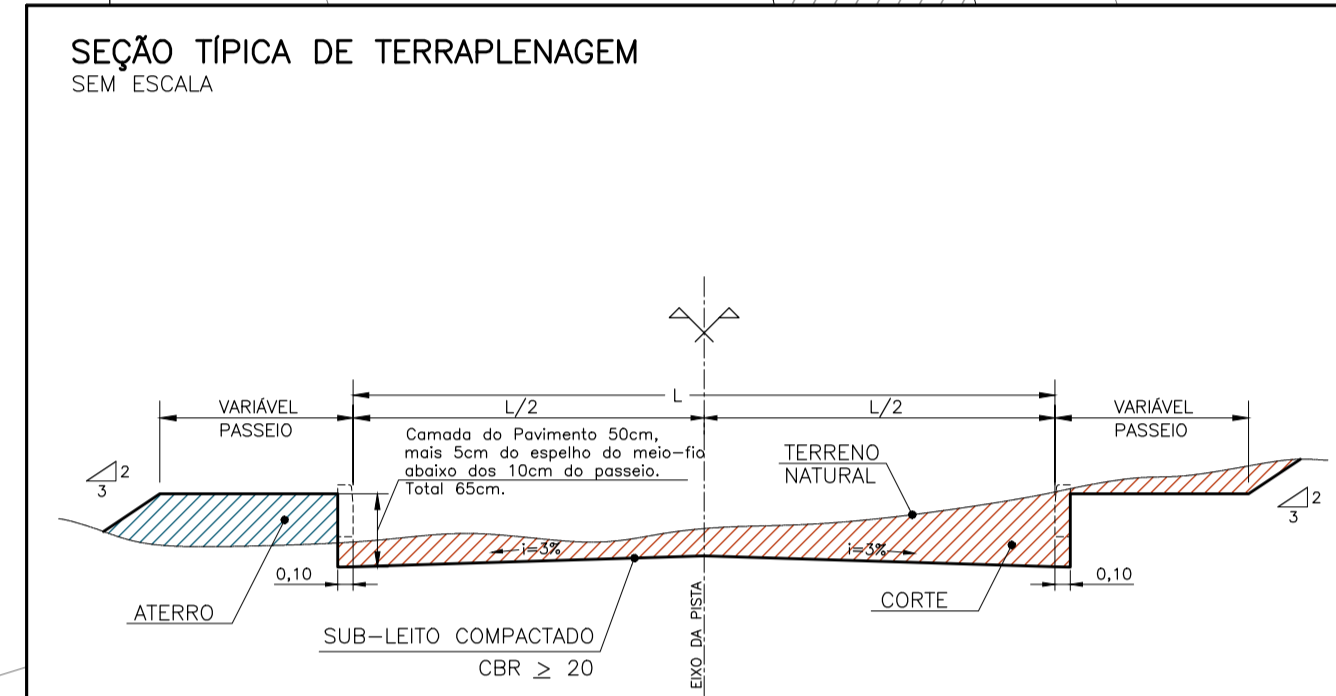 SEÇÃO TÍPICA DE TERRAPLENAGEM
SEM ESCALA
L
VARIÁVEL
PASSEIO
L/2
L/2
VARIÁVEL
PASSEIO
Camada do Pavimento 50cm,
mais 5cm do espelho do meio-fio
abaixo dos 10cm do passeio.
Total 65cm.
TERRENO
NATURAL
2
3
2
3
i=3%
i=3%
0,10
0,10
ATERRO
CORTE
SUB-LEITO COMPACTADO
CBR ≥ 20
EIXO DA PISTA